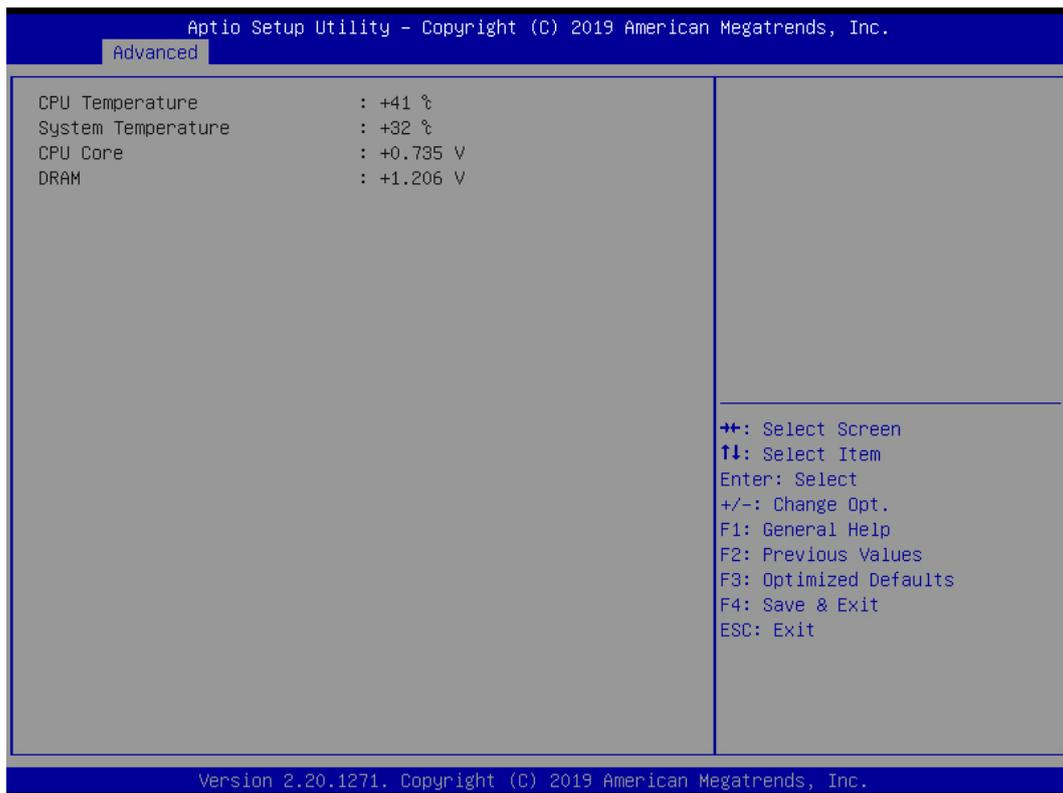 Aptio Setup Utility – Copyright (C) 2019 American Megatrends, Inc.
Advanced
CPU Temperature : +41 ℃
System Temperature : +32 ℃
CPU Core : +0.735 V
DRAM : +1.206 V
→←: Select Screen
↑↓: Select Item
Enter: Select
+/-: Change Opt.
F1: General Help
F2: Previous Values
F3: Optimized Defaults
F4: Save & Exit
ESC: Exit
Version 2.20.1271. Copyright (C) 2019 American Megatrends, Inc.